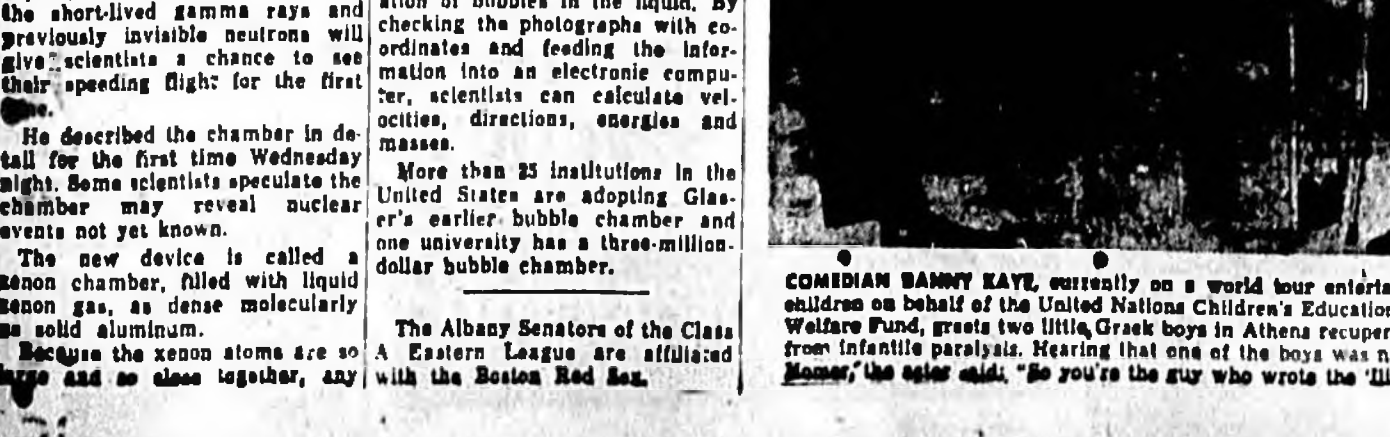 the short-lived gamma rays and
previously invisible neutrons will
give scientists a chance to see
their speeding flight for the first
He described the chamber in de-
tail for the first time Wednesday
night. Some scientists speculate the
chamber may reveal nuclear
events not yet known.
The new device is called a
xenon chamber, filled with liquid
xenon gas, as dense molecularly
as solid aluminum.
Because the xenon atoms are so
large and so close together, any
ation of bubbles in the liquid. By
checking the photographs with co-
ordinates and feeding the infor-
mation into an electronic compu-
ter, scientists can calculate vel-
ocities, directions, energies and
masses.
More than 25 institutions in the
United States are adopting Glas-
er's earlier bubble chamber and
one university has a three-million-
dollar bubble chamber.
The Albany Senators of the Class
A Eastern League are affiliated
with the Boston Red Sox.
COMEDIAN DANNY KAYE, currently on a world tour enterta
children on behalf of the United Nations Children's Education
Welfare Fund, greets two little Greek boys in Athens recuper
from infantile paralysis. Hearing that one of the boys was n
Homer, the said: "So you're the guy who wrote the 'Ili